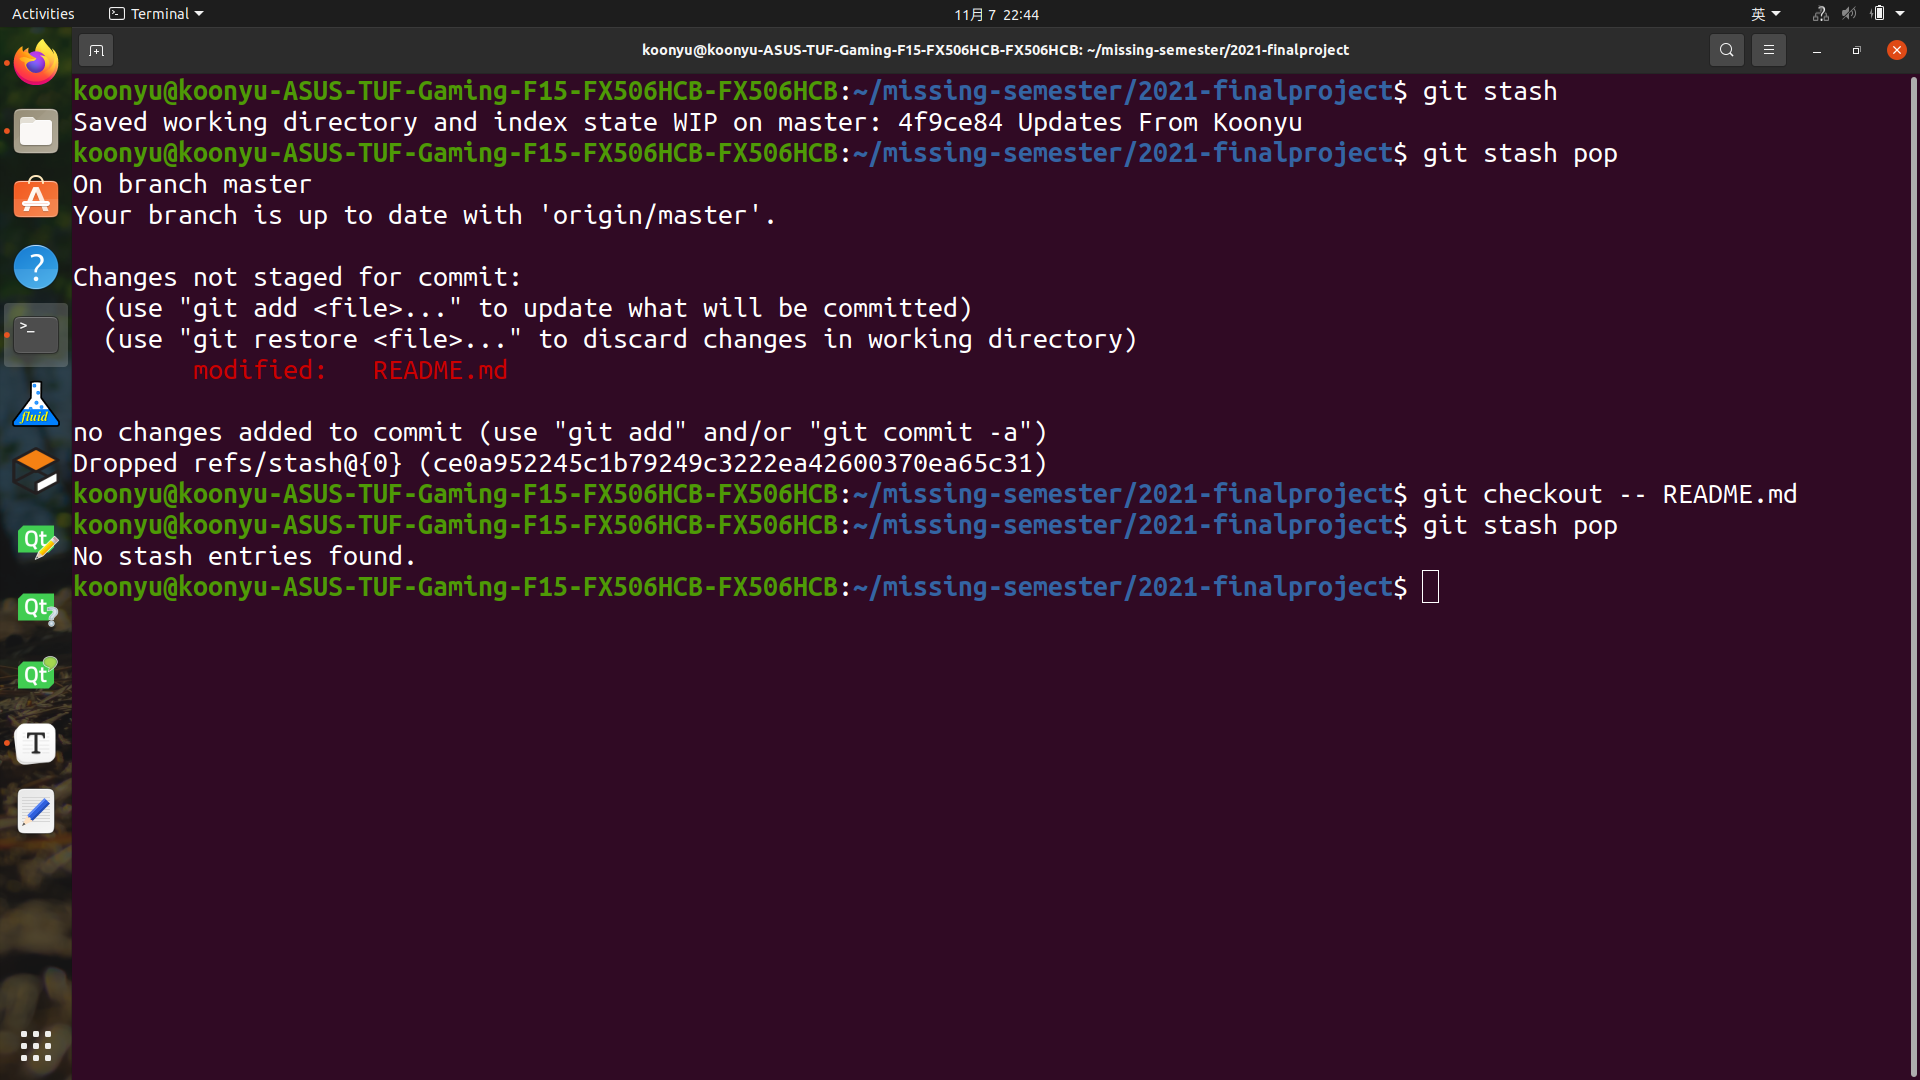 Activities
Terminal
11月 7 22:44
英
koonyu@koonyu-ASUS-TUF-Gaming-F15-FX506HCB-FX506HCB: ~/missing-semester/2021-finalproject
koonyu@koonyu-ASUS-TUF-Gaming-F15-FX506HCB-FX506HCB:~/missing-semester/2021-finalproject$ git stash
Saved working directory and index state WIP on master: 4f9ce84 Updates From Koonyu
koonyu@koonyu-ASUS-TUF-Gaming-F15-FX506HCB-FX506HCB:~/missing-semester/2021-finalproject$ git stash pop
On branch master
Your branch is up to date with 'origin/master'.
Changes not staged for commit:
  (use "git add <file>..." to update what will be committed)
  (use "git restore <file>..." to discard changes in working directory)
        modified:   README.md
no changes added to commit (use "git add" and/or "git commit -a")
Dropped refs/stash@{0} (ce0a952245c1b79249c3222ea42600370ea65c31)
koonyu@koonyu-ASUS-TUF-Gaming-F15-FX506HCB-FX506HCB:~/missing-semester/2021-finalproject$ git checkout -- README.md
koonyu@koonyu-ASUS-TUF-Gaming-F15-FX506HCB-FX506HCB:~/missing-semester/2021-finalproject$ git stash pop
No stash entries found.
koonyu@koonyu-ASUS-TUF-Gaming-F15-FX506HCB-FX506HCB:~/missing-semester/2021-finalproject$
fluid
Qt
Qt
Qt
T